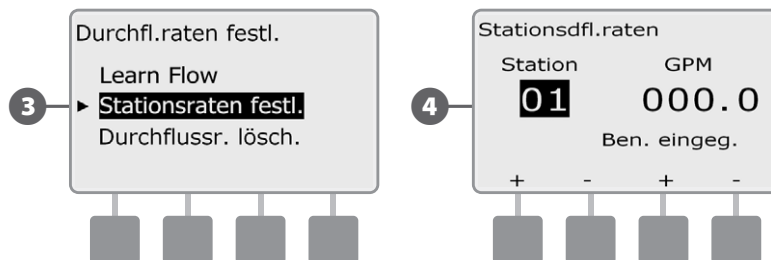 Durchfl.raten festl.
Learn Flow
3 ► Stationsraten festl.
Durchflussr. lösch.
Stationsdfl.raten
Station GPM
4 01 000.0
Ben. eingeg.
+ - + -